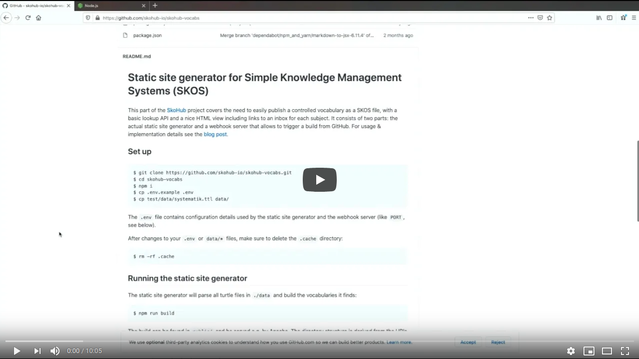 GitHub - skohub-io/skohub-voc
Node.js
https://github.com/skohub-io/skohub-vocabs
package.json
Merge branch 'dependabot/npm_and_yarn/markdown-to-jsx-6.11.4' of...
2 months ago
README.md
Static site generator for Simple Knowledge Management
Systems (SKOS)
This part of the SkoHub project covers the need to easily publish a controlled vocabulary as a SKOS file, with a
basic lookup API and a nice HTML view including links to an inbox for each subject. It consists of two parts: the
actual static site generator and a webhook server that allows to trigger a build from GitHub. For usage &
implementation details see the blog post.
Set up
$ git clone https://github.com/skohub-io/skohub-vocabs.git
$ cd skohub-vocabs
$ npm i
$ cp .env.example .env
$ cp test/data/systematik.ttl data/
The .env file contains configuration details used by the static site generator and the webhook server (like PORT,
see below).
After changes to your .env or data/* files, make sure to delete the .cache directory:
$ rm -rf .cache
Running the static site generator
The static site generator will parse all turtle files in ./data and build the vocabularies it finds:
$ npm run build
We use optional third-party analytics cookies to understand how you use GitHub.com so we can build better products. Learn more.
Accept
Reject
0:00 / 10:05